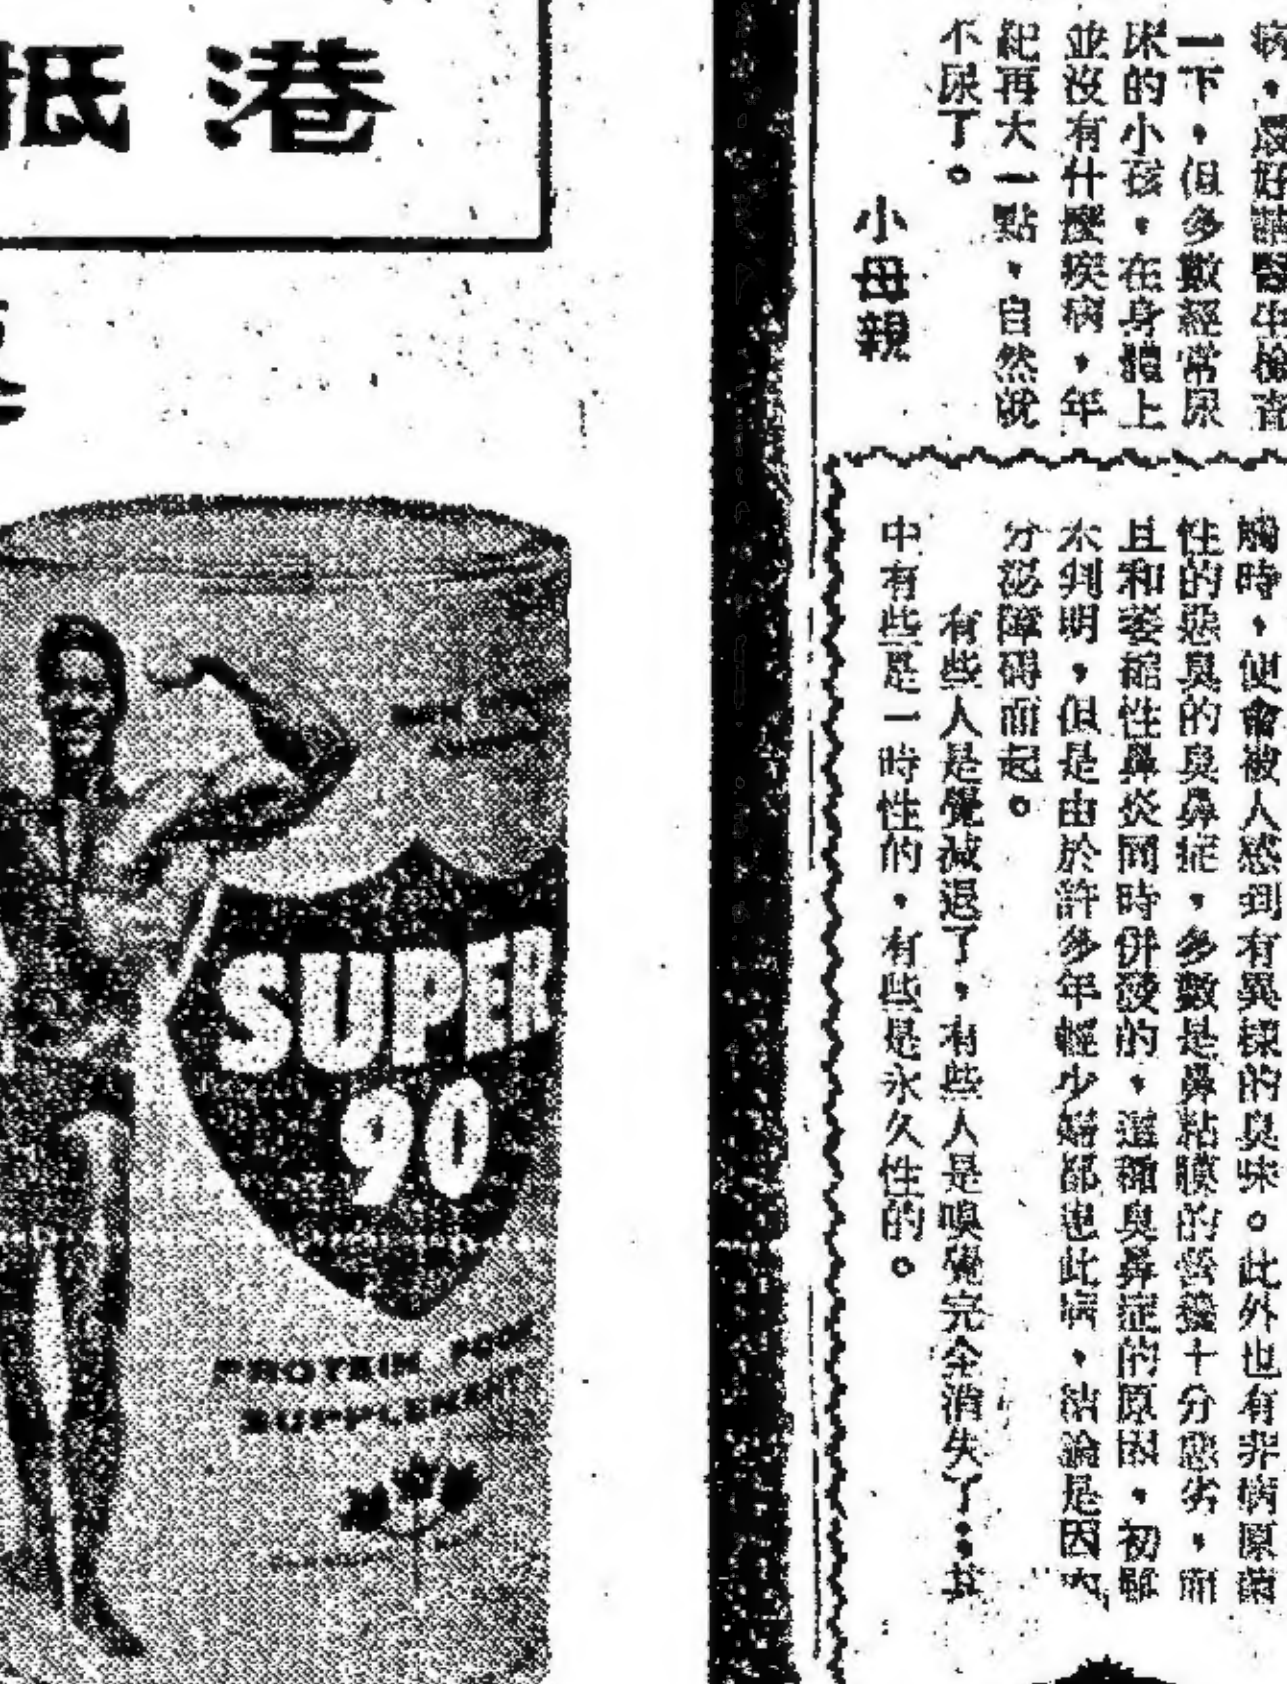 病，最好請醫生檢查
一下，但多數經常尿
床的小孩，在身體上
並沒有什麼疾病，年
紀再大一點，自然就
不尿了。
小母親
觸時，便會被人感到有異樣的臭味。此外也有非病原菌
性的惡臭的臭鼻症，多數是鼻粘膜的營養十分惡劣，而
且和萎縮性鼻炎同時併發的，這種臭鼻症的原因，初雖
未判明，但是由於許多年輕少婦都患此病，結論是因內
分泌障碍而起。
有些人是覺減退了，有些人是嗅覺完全消失了；其
中有些是一時性的，有些是永久性的。
港抵
SUPER
90
PROTEIN FOOD
SUPPLEMENT